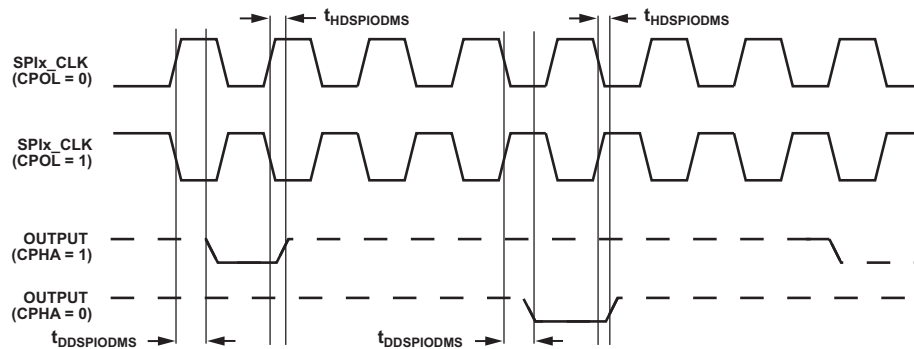 tHDSPIODMS
tHDSPIODMS
SPIx_CLK
(CPOL = 0)
SPIx_CLK
(CPOL = 1)
OUTPUT
(CPHA = 1)
OUTPUT
(CPHA = 0)
tDDSPIODMS
tDDSPIODMS